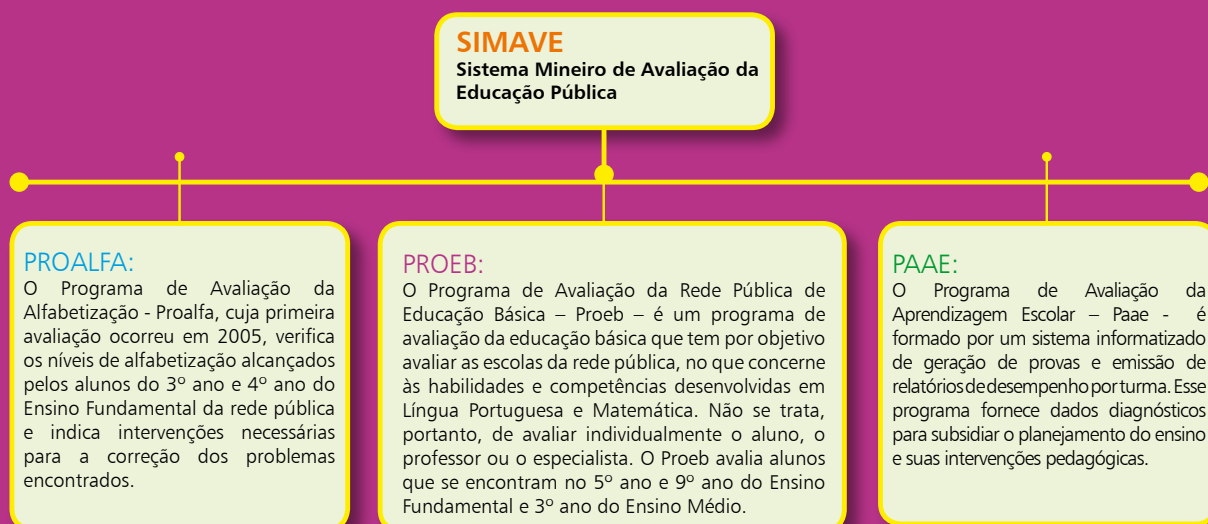 SIMAVE
Sistema Mineiro de Avaliação da
Educação Pública
PROALFA:
O Programa de Avaliação da
Alfabetização - Proalfa, cuja primeira
avaliação ocorreu em 2005, verifica
os níveis de alfabetização alcançados
pelos alunos do 3º ano e 4º ano do
Ensino Fundamental da rede pública
e indica intervenções necessárias
para a correção dos problemas
encontrados.
PROEB:
O Programa de Avaliação da Rede Pública de
Educação Básica – Proeb – é um programa de
avaliação da educação básica que tem por objetivo
avaliar as escolas da rede pública, no que concerne
às habilidades e competências desenvolvidas em
Língua Portuguesa e Matemática. Não se trata,
portanto, de avaliar individualmente o aluno, o
professor ou o especialista. O Proeb avalia alunos
que se encontram no 5º ano e 9º ano do Ensino
Fundamental e 3º ano do Ensino Médio.
PAAE:
O Programa de Avaliação da
Aprendizagem Escolar – Paae - é
formado por um sistema informatizado
de geração de provas e emissão de
relatórios de desempenho por turma. Esse
programa fornece dados diagnósticos
para subsidiar o planejamento do ensino
e suas intervenções pedagógicas.